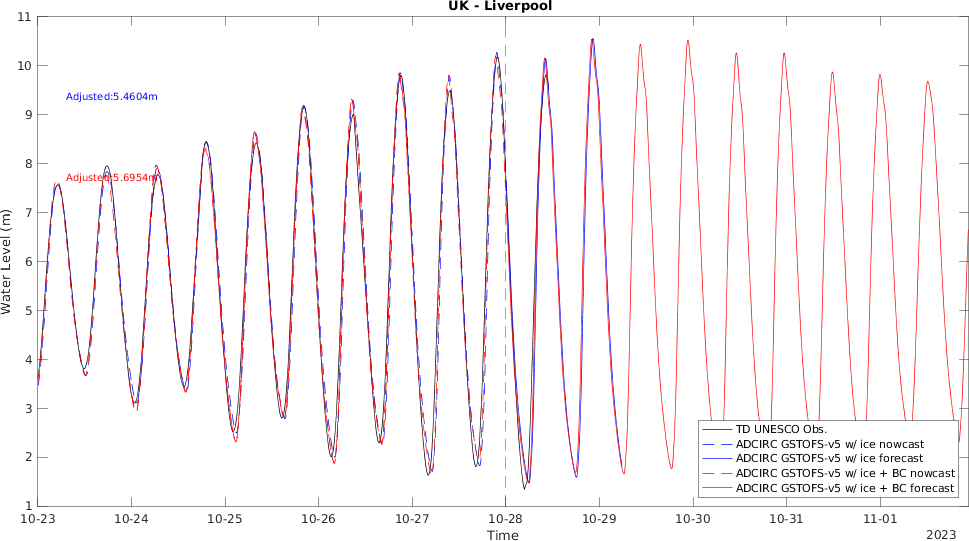 UK - Liverpool
11
10
9
8
7
6
5
4
3
2
1
Water Level (m)
Adjusted:5.4604m
Adjusted:5.6954m
TD UNESCO Obs.
ADCIRC GSTOFS-v5 w/ ice nowcast
ADCIRC GSTOFS-v5 w/ ice forecast
ADCIRC GSTOFS-v5 w/ ice + BC nowcast
ADCIRC GSTOFS-v5 w/ ice + BC forecast
10-23 10-24 10-25 10-26 10-27 10-28 10-29 10-30 10-31 11-01
Time
2023